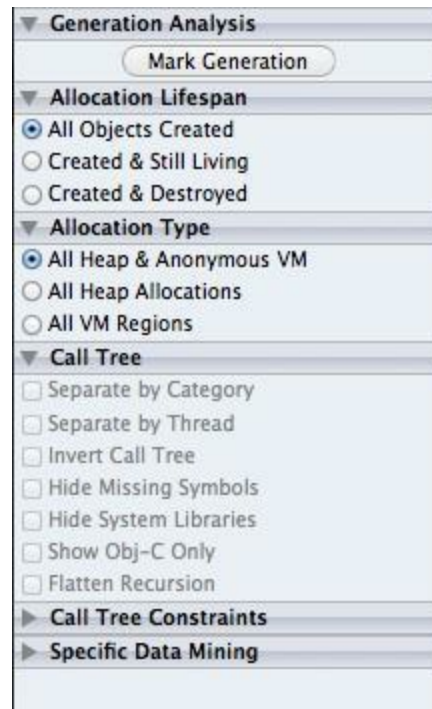 Generation Analysis
Mark Generation
Allocation Lifespan
All Objects Created
Created & Still Living
Created & Destroyed
Allocation Type
All Heap & Anonymous VM
All Heap Allocations
All VM Regions
Call Tree
Separate by Category
Separate by Thread
Invert Call Tree
Hide Missing Symbols
Hide System Libraries
Show Obj-C Only
Flatten Recursion
Call Tree Constraints
Specific Data Mining